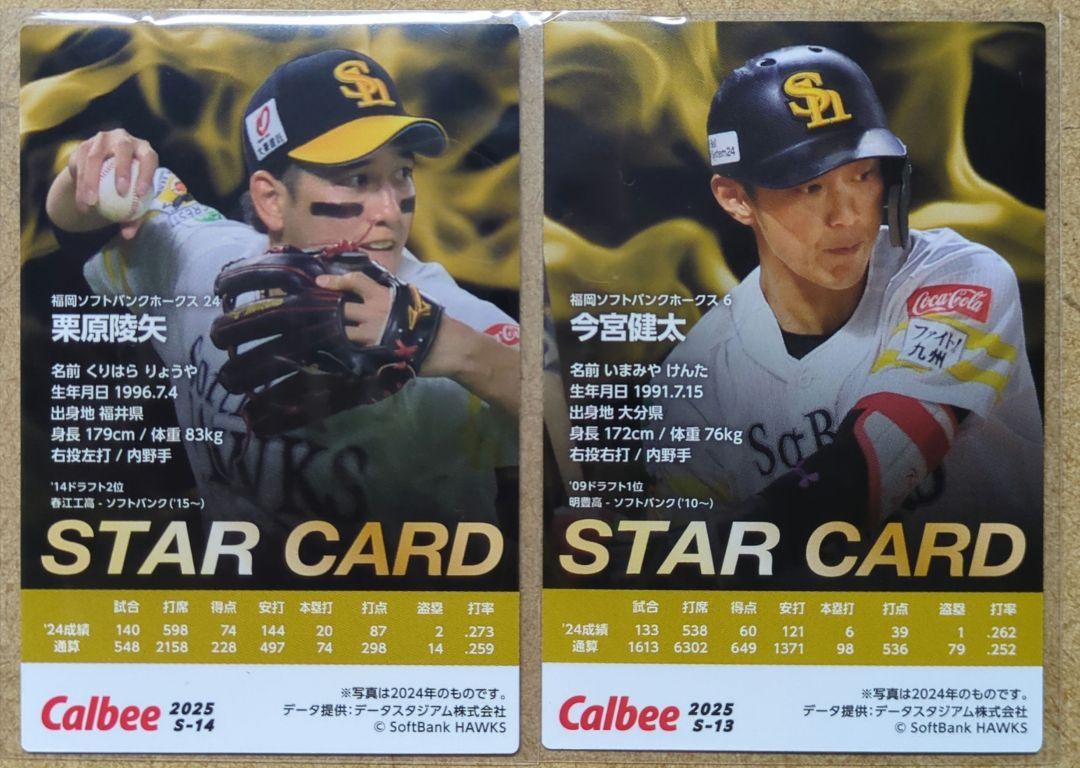 SH
大東建託
福岡ソフトバンクホークス 24
栗原陵矢
名前 くりはら りょうや
生年月日 1996.7.4
出身地 福井県
身長 179cm / 体重 83kg
右投左打 / 内野手
'14ドラフト2位
春江工高 - ソフトバンク('15〜)
STAR CARD
試合 打席 得点 安打 本塁打 打点 盗塁 打率
'24成績 140 598 74 144 20 87 2 .273
通算 548 2158 228 497 74 298 14 .259
Calbee 2025
S-14
※写真は2024年のものです。
データ提供:データスタジアム株式会社
© SoftBank HAWKS
SH
System24
Coca-Cola
ファイト!
九州
福岡ソフトバンクホークス 6
今宮健太
名前 いまみや けんた
生年月日 1991.7.15
出身地 大分県
身長 172cm / 体重 76kg
右投右打 / 内野手
'09ドラフト1位
明豊高 - ソフトバンク('10〜)
STAR CARD
試合 打席 得点 安打 本塁打 打点 盗塁 打率
'24成績 133 538 60 121 6 39 1 .262
通算 1613 6302 649 1371 98 536 79 .252
Calbee 2025
S-13
※写真は2024年のものです。
データ提供:データスタジアム株式会社
© SoftBank HAWKS